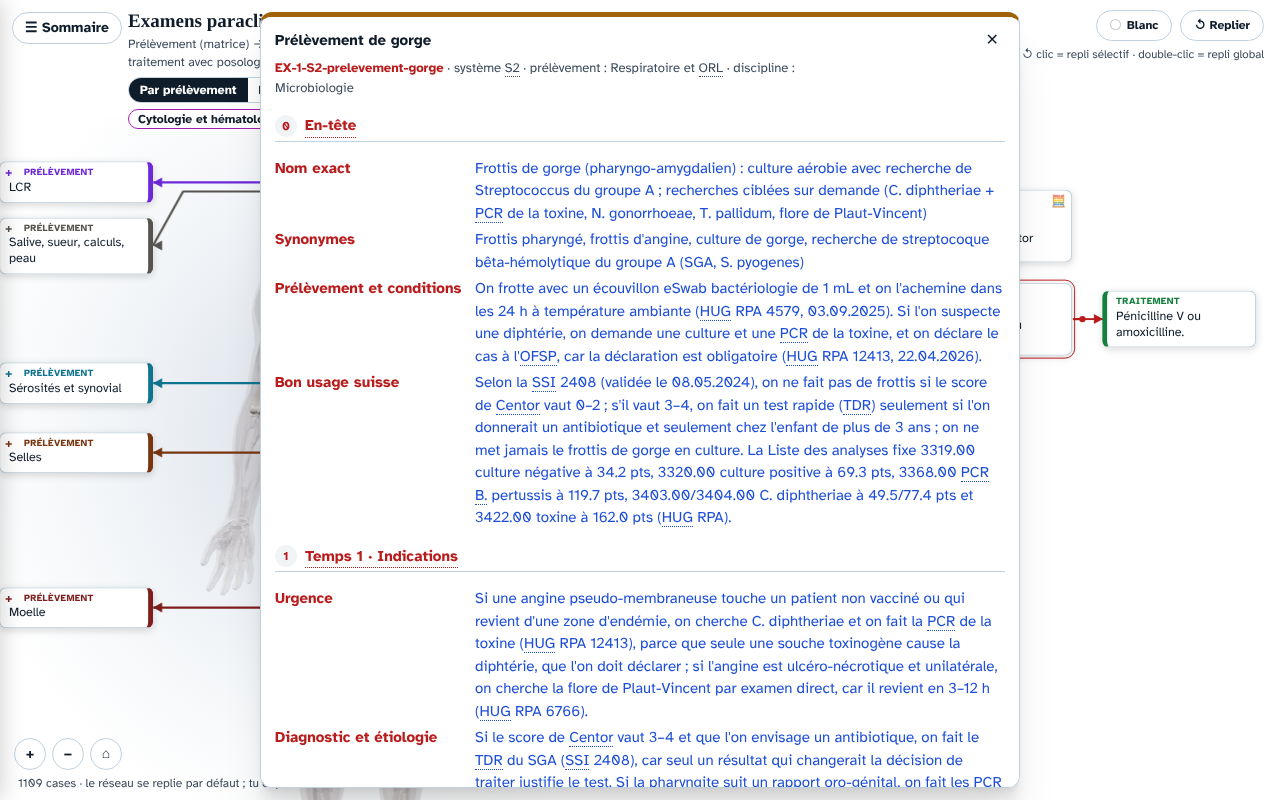 ☰ Sommaire
Examens paracli
Prélèvement (matrice) →
traitement avec posolog
Par prélèvement
Cytologie et hématolo
Blanc
↺ Replier
↺ clic = repli sélectif · double-clic = repli global
+ PRÉLÈVEMENT
LCR
+ PRÉLÈVEMENT
Salive, sueur, calculs,
peau
+ PRÉLÈVEMENT
Sérosités et synovial
+ PRÉLÈVEMENT
Selles
+ PRÉLÈVEMENT
Moelle
+
−
⌂
1109 cases · le réseau se replie par défaut ; tu
tor
TRAITEMENT
Pénicilline V ou
amoxicilline.
Prélèvement de gorge
✕
EX-1-S2-prelevement-gorge · système S2 · prélèvement : Respiratoire et ORL · discipline :
Microbiologie
0 En-tête
Nom exact
Frottis de gorge (pharyngo-amygdalien) : culture aérobie avec recherche de
Streptococcus du groupe A ; recherches ciblées sur demande (C. diphtheriae +
PCR de la toxine, N. gonorrhoeae, T. pallidum, flore de Plaut-Vincent)
Synonymes
Frottis pharyngé, frottis d'angine, culture de gorge, recherche de streptocoque
bêta-hémolytique du groupe A (SGA, S. pyogenes)
Prélèvement et conditions
On frotte avec un écouvillon eSwab bactériologie de 1 mL et on l'achemine dans
les 24 h à température ambiante (HUG RPA 4579, 03.09.2025). Si l'on suspecte
une diphtérie, on demande une culture et une PCR de la toxine, et on déclare le
cas à l'OFSP, car la déclaration est obligatoire (HUG RPA 12413, 22.04.2026).
Bon usage suisse
Selon la SSI 2408 (validée le 08.05.2024), on ne fait pas de frottis si le score
de Centor vaut 0–2 ; s'il vaut 3–4, on fait un test rapide (TDR) seulement si l'on
donnerait un antibiotique et seulement chez l'enfant de plus de 3 ans ; on ne
met jamais le frottis de gorge en culture. La Liste des analyses fixe 3319.00
culture négative à 34.2 pts, 3320.00 culture positive à 69.3 pts, 3368.00 PCR
B. pertussis à 119.7 pts, 3403.00/3404.00 C. diphtheriae à 49.5/77.4 pts et
3422.00 toxine à 162.0 pts (HUG RPA).
1 Temps 1 · Indications
Urgence
Si une angine pseudo-membraneuse touche un patient non vacciné ou qui
revient d'une zone d'endémie, on cherche C. diphtheriae et on fait la PCR de la
toxine (HUG RPA 12413), parce que seule une souche toxinogène cause la
diphtérie, que l'on doit déclarer ; si l'angine est ulcéro-nécrotique et unilatérale,
on cherche la flore de Plaut-Vincent par examen direct, car il revient en 3–12 h
(HUG RPA 6766).
Diagnostic et étiologie
Si le score de Centor vaut 3–4 et que l'on envisage un antibiotique, on fait le
TDR du SGA (SSI 2408), car seul un résultat qui changerait la décision de
traiter justifie le test. Si la pharyngite suit un rapport oro-génital, on fait les PCR